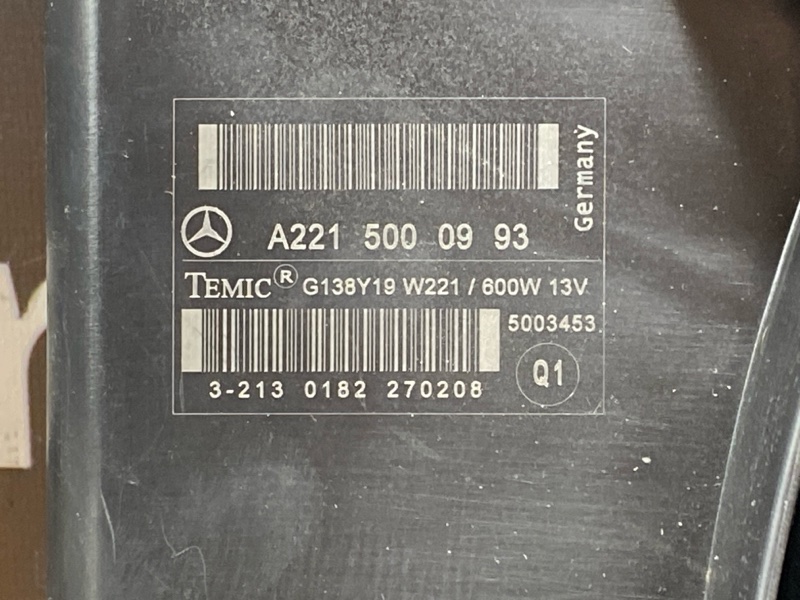 Germany
A221 500 09 93
TEMIC® G138Y19 W221 / 600W 13V
5003453
Q1
3-213 0182 270208